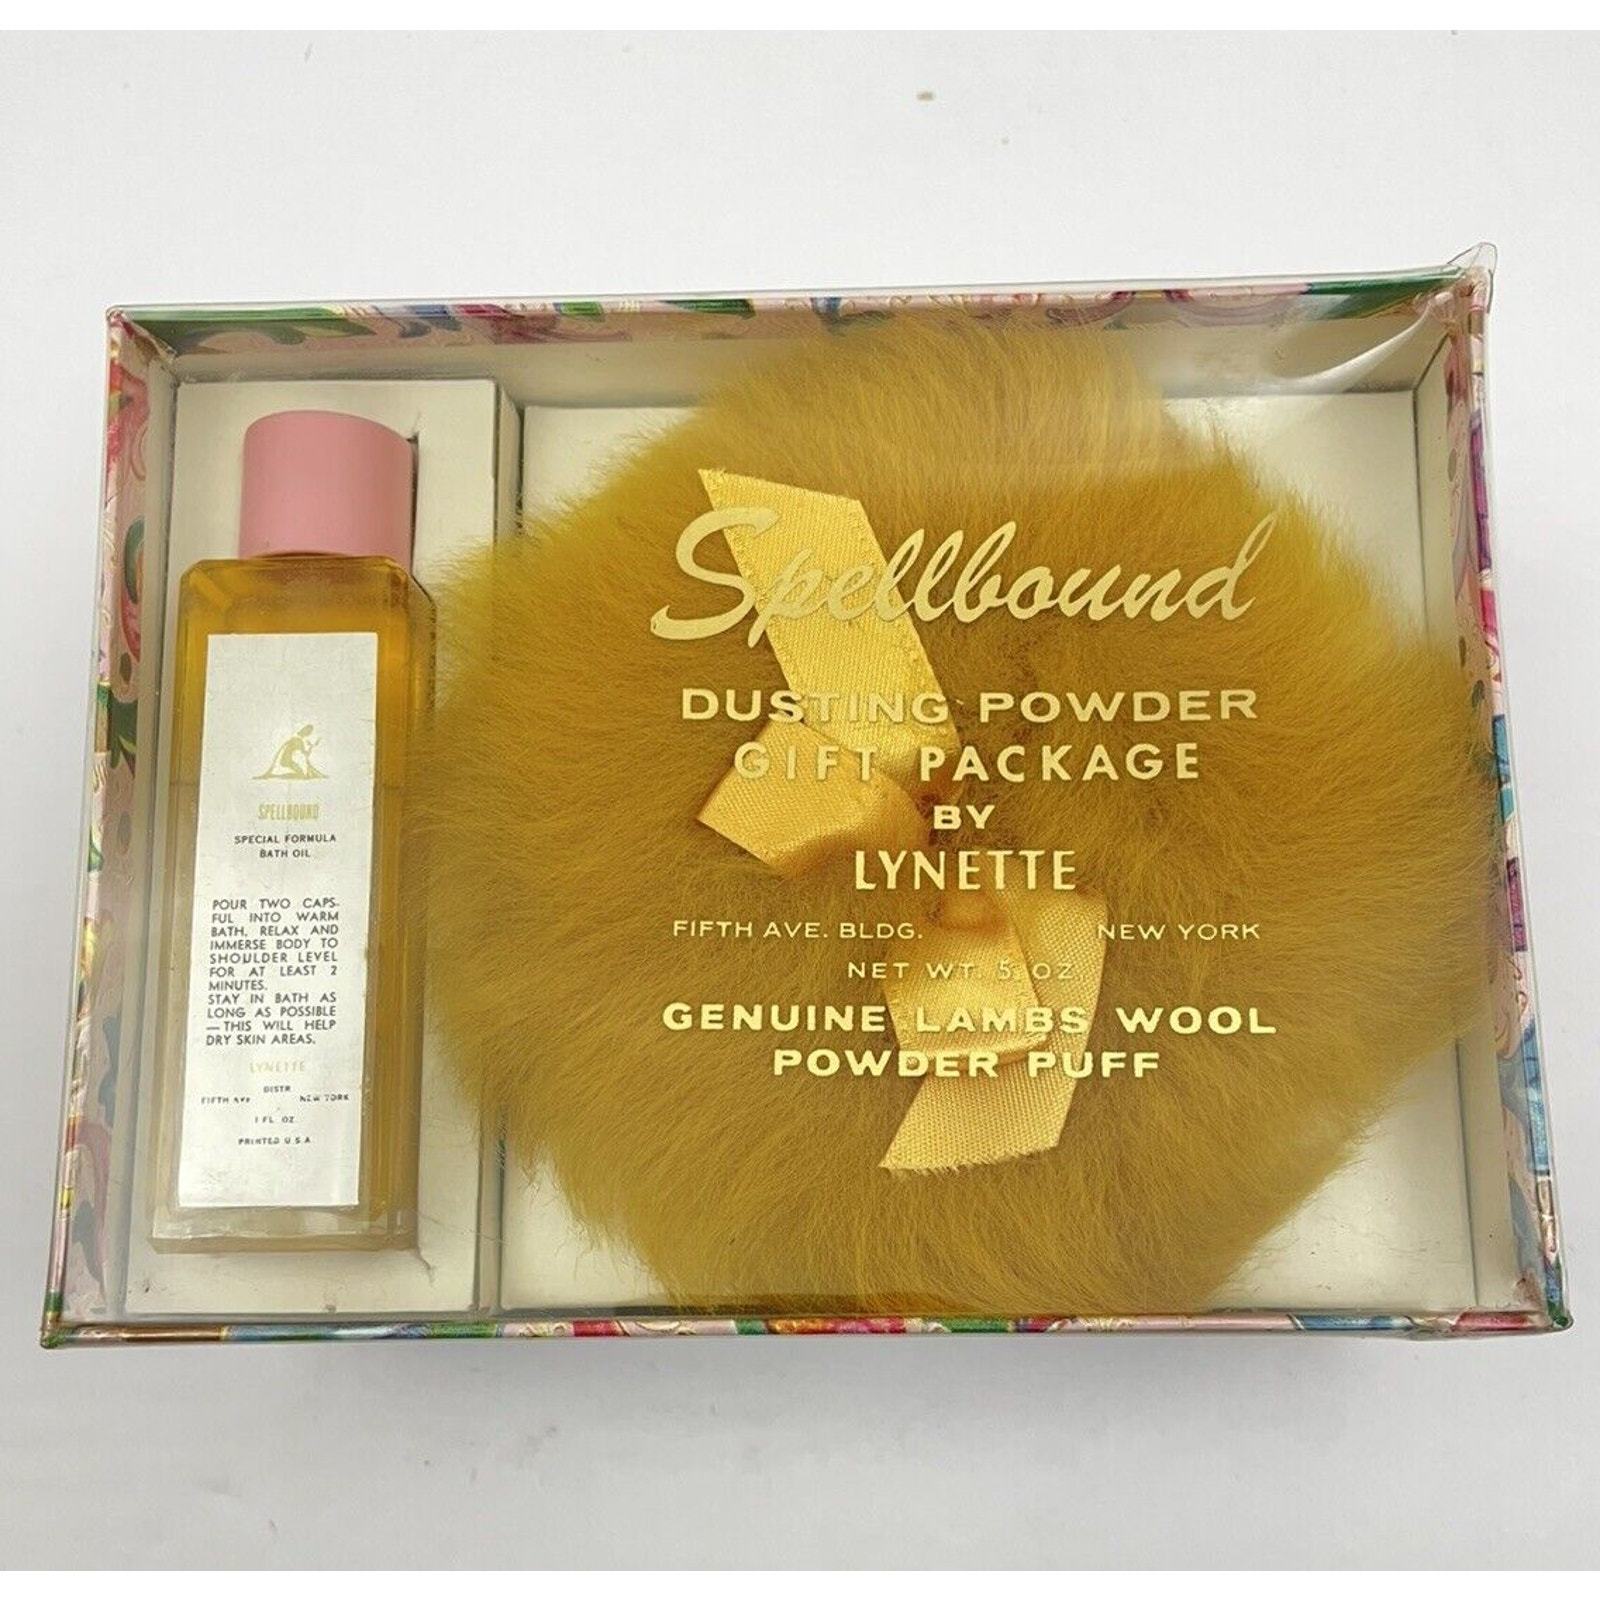 SPELLBOUND
SPECIAL FORMULA
BATH OIL
POUR TWO CAPS-
FUL INTO WARM
BATH, RELAX AND
IMMERSE BODY TO
SHOULDER LEVEL
FOR AT LEAST 2
MINUTES.
STAY IN BATH AS
LONG AS POSSIBLE
—THIS WILL HELP
DRY SKIN AREAS.
LYNETTE
DISTR
FIFTH AVE NEW YORK
1 FL. OZ.
PRINTED U.S.A
Spellbound
DUSTING POWDER
GIFT PACKAGE
BY
LYNETTE
FIFTH AVE. BLDG. NEW YORK
NET WT. 5 OZ
GENUINE LAMBS WOOL
POWDER PUFF